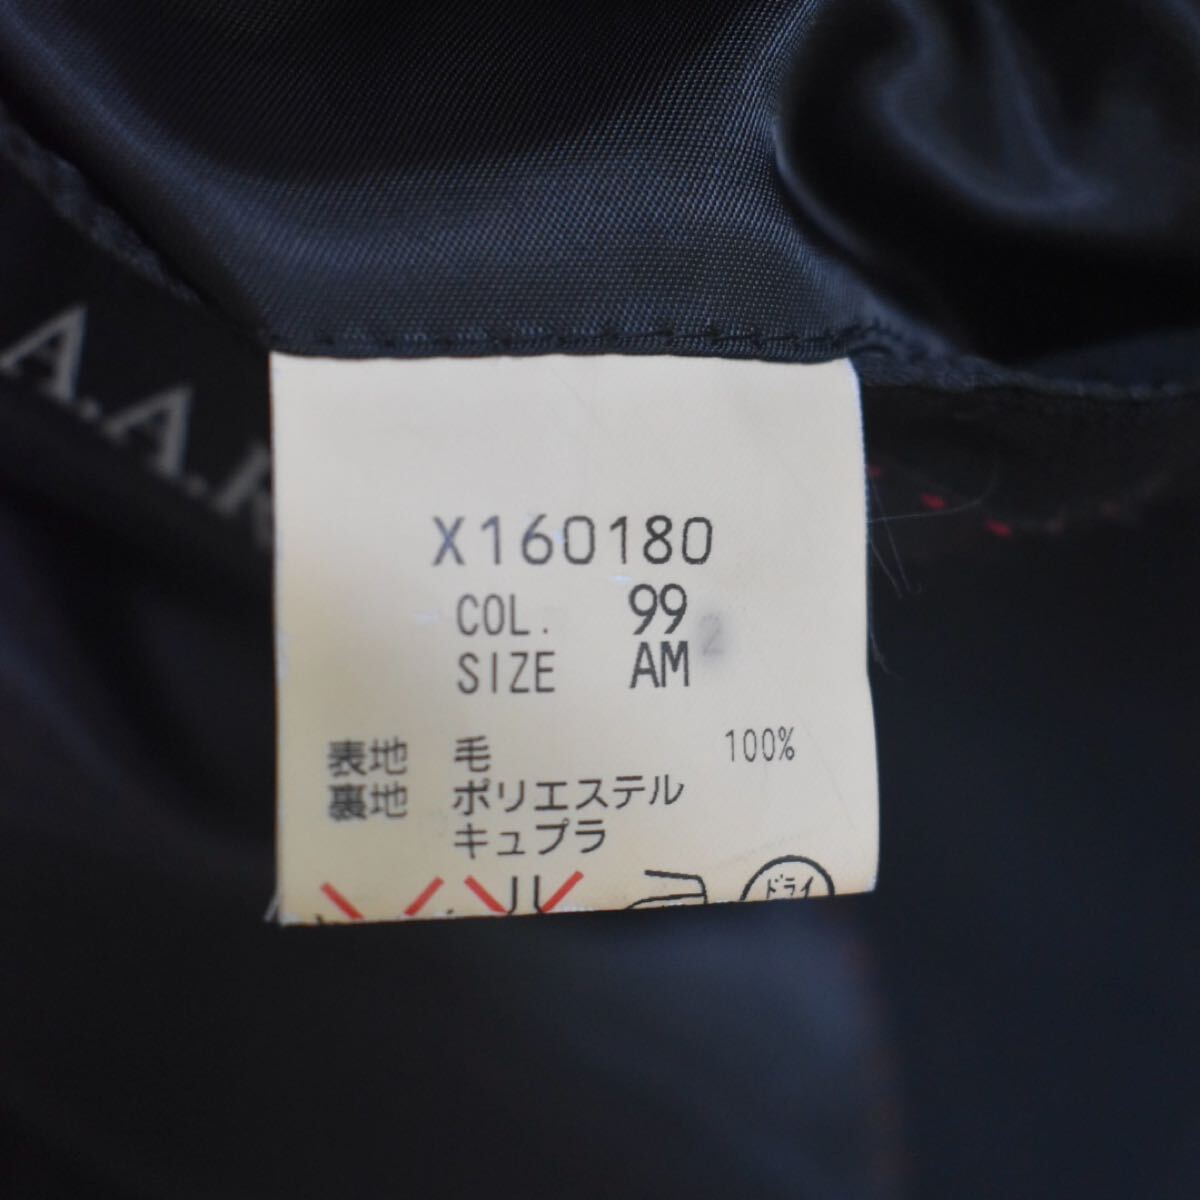 A.A.R
X160180
COL. 99
SIZE AM 2
表地 毛 100%
裏地 ポリエステル
キュプラ
ドライ